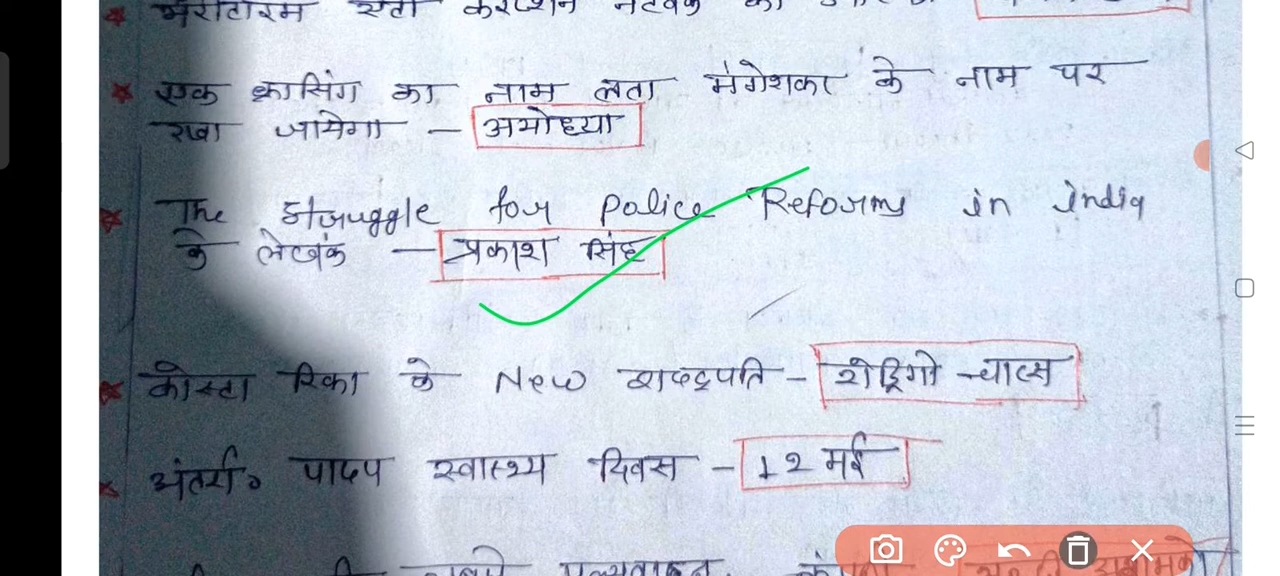 एक क्रासिंग का नाम लता मंगेशकर के नाम पर
रखा जायेगा – अयोध्या
The Struggle for Police Reforms in India
के लेखक – प्रकाश सिंह
कोस्टा रिका के New राष्ट्रपति – रोड्रिगो चाव्स
अंतर्रा० पादप स्वास्थ्य दिवस – 12 मई